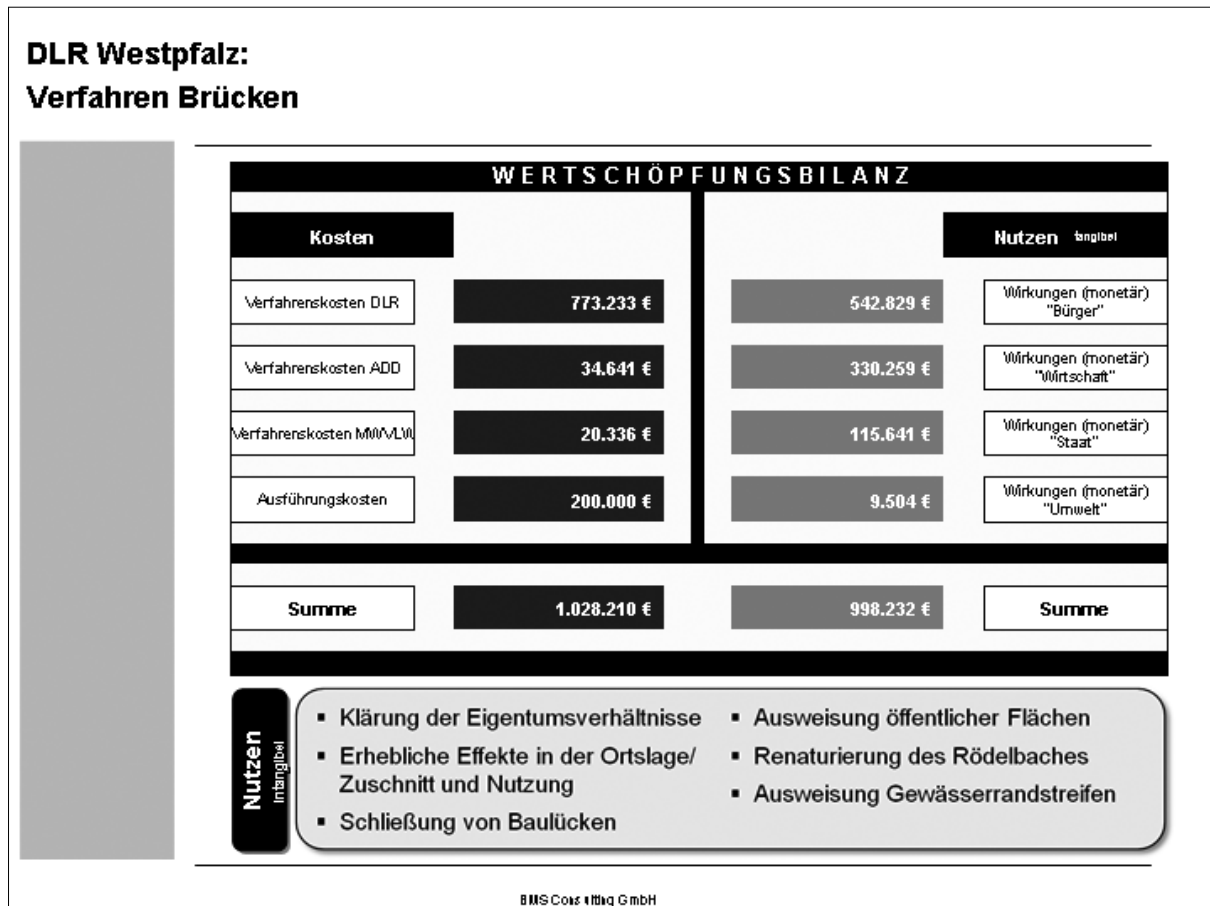 DLR Westpfalz:
Verfahren Brücken
WERTSCHÖPFUNGSBILANZ
Kosten
Nutzen tangibel
Verfahrenskosten DLR
773.233 €
542.829 €
Wirkungen (monetär)
"Bürger"
Verfahrenskosten ADD
34.641 €
330.259 €
Wirkungen (monetär)
"Wirtschaft"
Verfahrenskosten MWVLW
20.336 €
115.641 €
Wirkungen (monetär)
"Staat"
Ausführungskosten
200.000 €
9.504 €
Wirkungen (monetär)
"Umwelt"
Summe
1.028.210 €
998.232 €
Summe
Nutzen
Intangibel
▪ Klärung der Eigentumsverhältnisse
▪ Erhebliche Effekte in der Ortslage/
Zuschnitt und Nutzung
▪ Schließung von Baulücken
▪ Ausweisung öffentlicher Flächen
▪ Renaturierung des Rödelbaches
▪ Ausweisung Gewässerrandstreifen
BMS Consulting GmbH